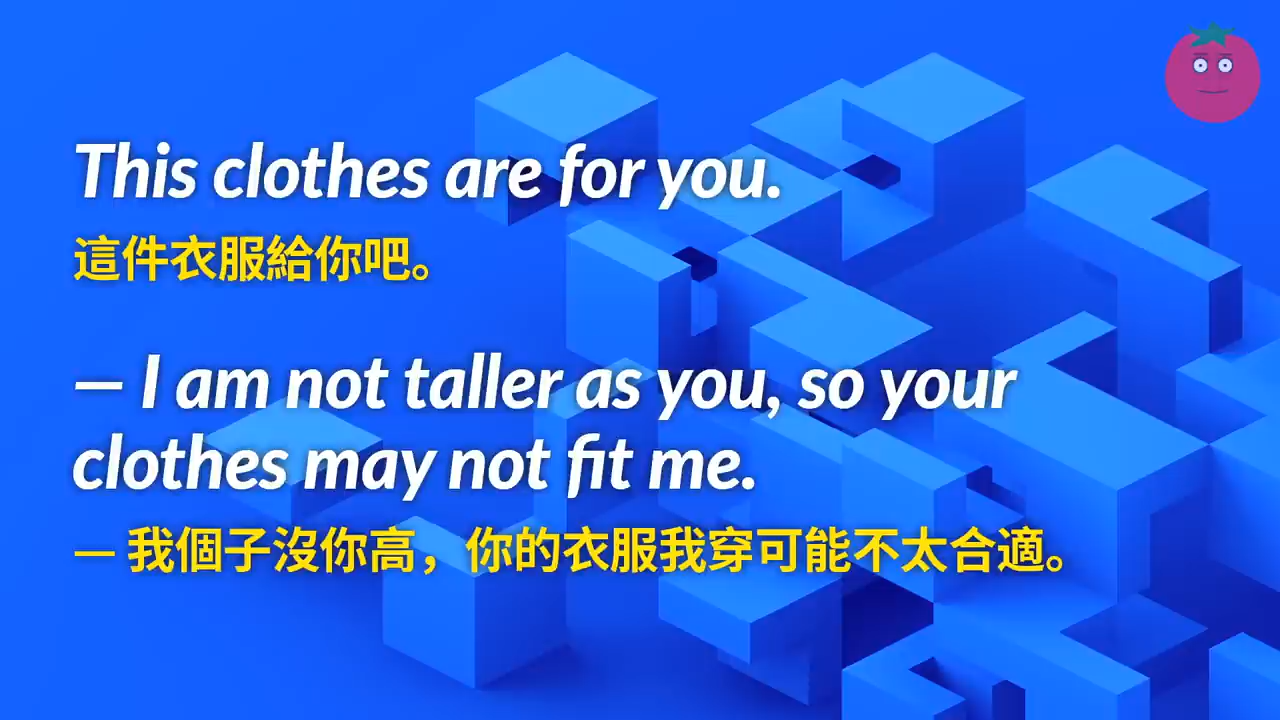 This clothes are for you.
這件衣服給你吧。
— I am not taller as you, so your
clothes may not fit me.
— 我個子沒你高，你的衣服我穿可能不太合適。